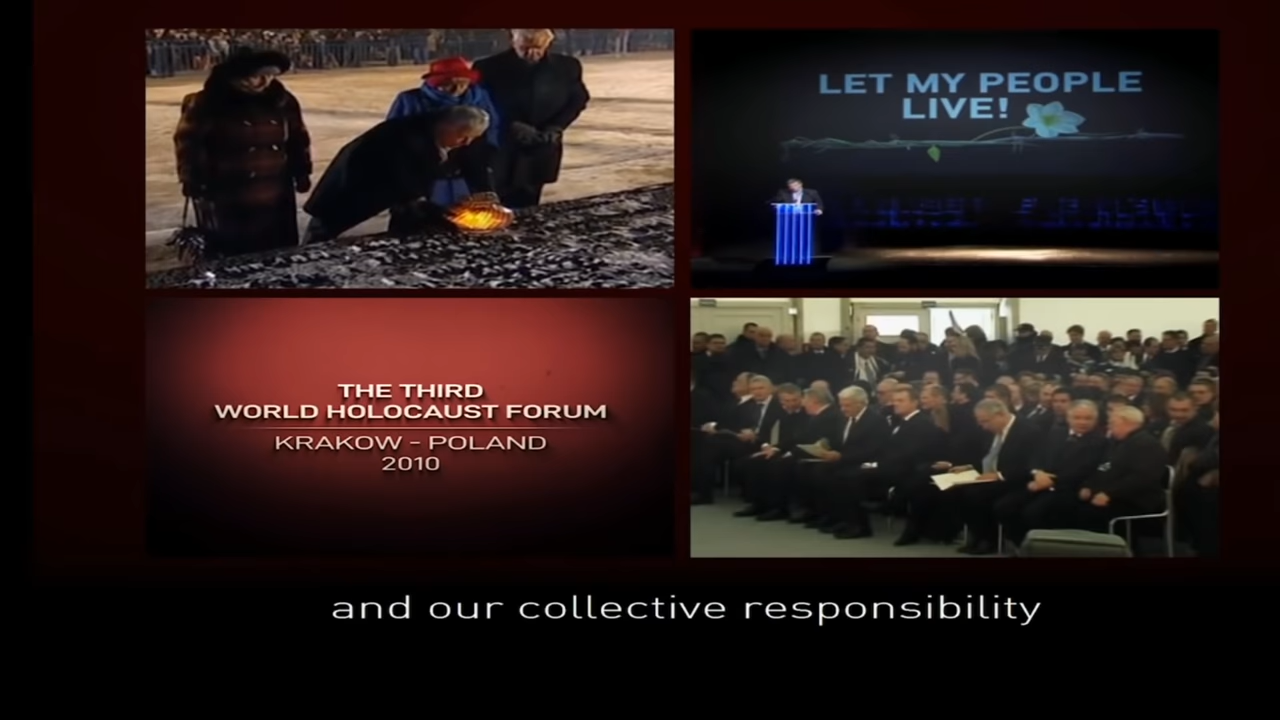 LET MY PEOPLE
LIVE!
THE THIRD
WORLD HOLOCAUST FORUM
KRAKOW - POLAND
2010
and our collective responsibility